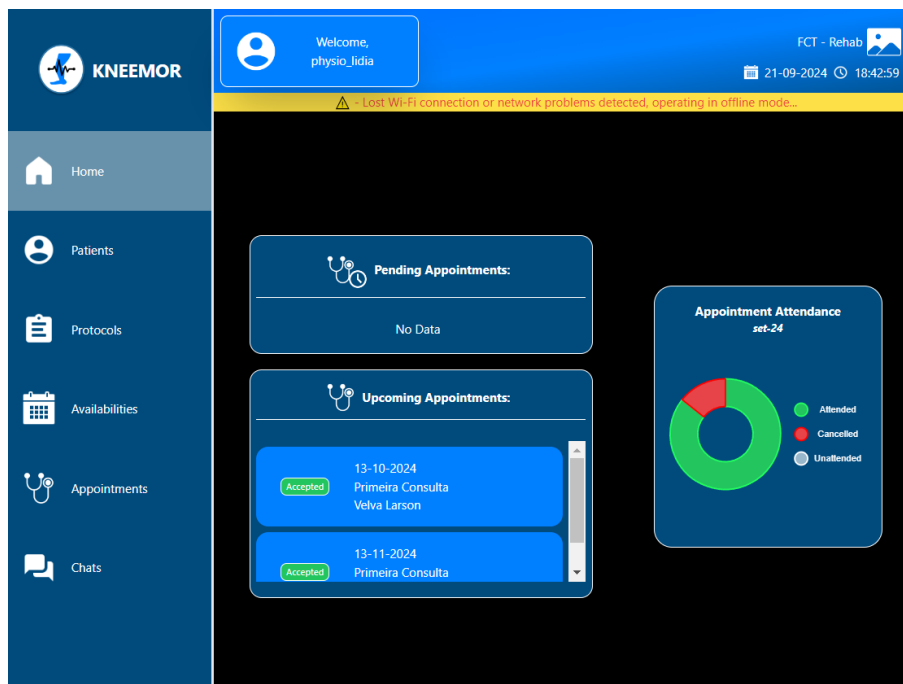 KNEEMOR
Welcome,
physio_lidia
FCT - Rehab
21-09-2024 18:42:59
- Lost Wi-Fi connection or network problems detected, operating in offline mode...
Home
Patients
Protocols
Availabilities
Appointments
Chats
Pending Appointments:
No Data
Upcoming Appointments:
Accepted
13-10-2024
Primeira Consulta
Velva Larson
Accepted
13-11-2024
Primeira Consulta
Appointment Attendance
set-24
Attended
Cancelled
Unattended